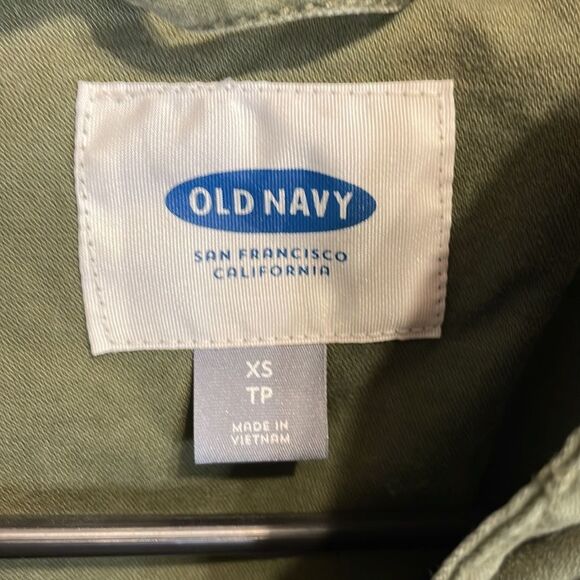 OLD NAVY
SAN FRANCISCO
CALIFORNIA
XS
TP
MADE IN
VIETNAM